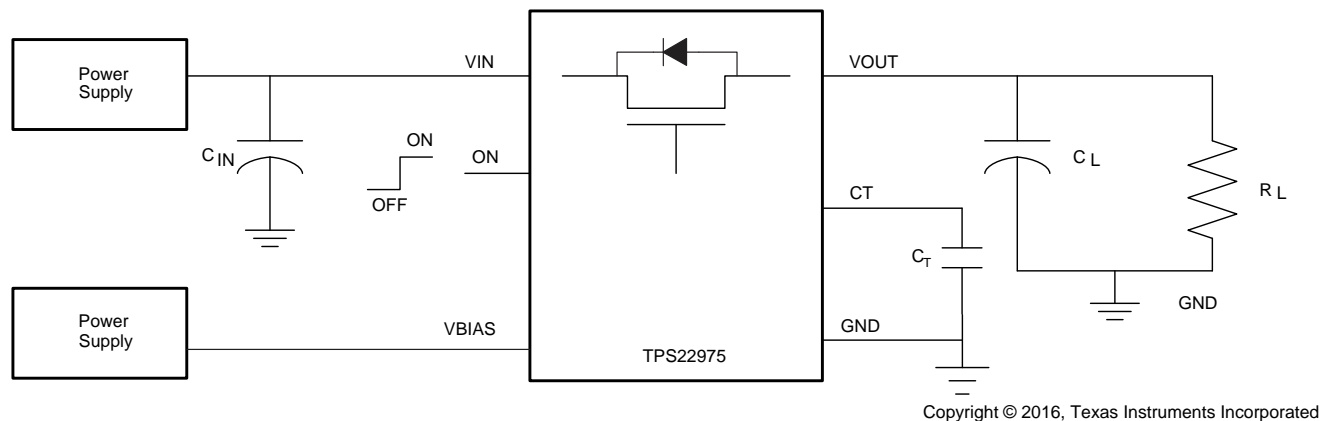 Power
Supply
VIN
VOUT
C IN
ON
OFF
ON
CT
C L
R L
C T
GND
Power
Supply
VBIAS
GND
TPS22975
Copyright © 2016, Texas Instruments Incorporated